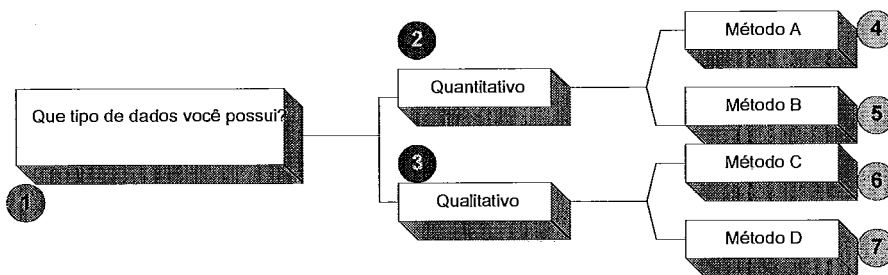 Que tipo de dados você possui?
1
2
Quantitativo
3
Qualitativo
Método A
4
Método B
5
Método C
6
Método D
7